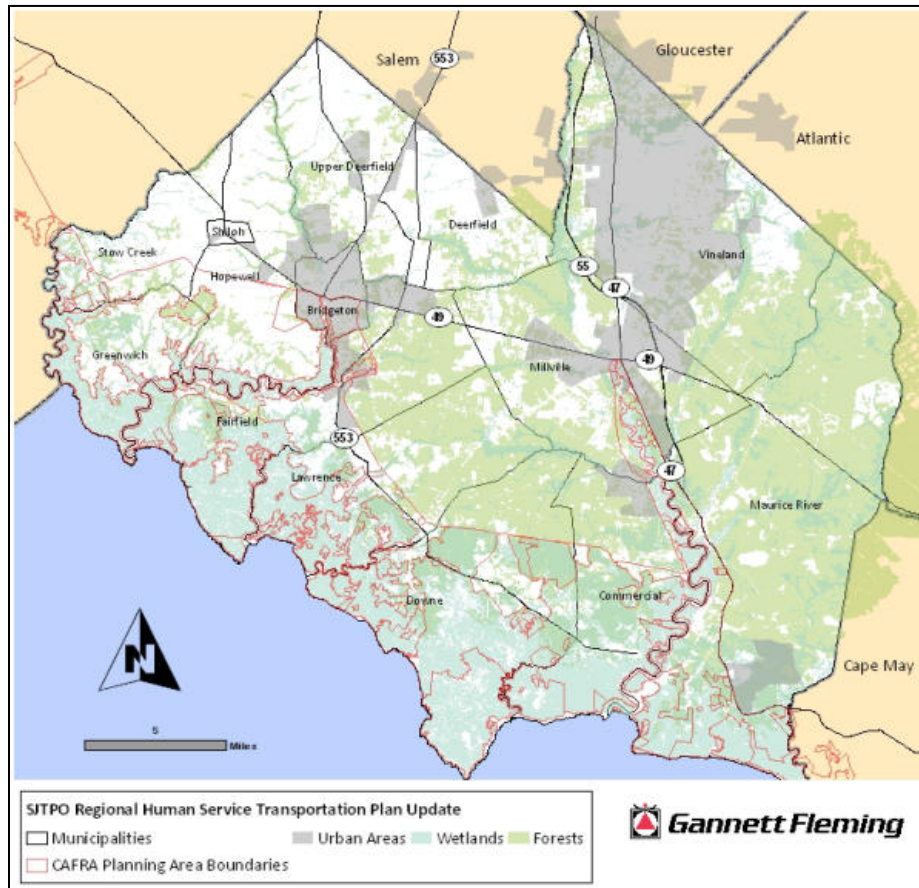 Gloucester
Salem
553
Atlantic
Upper Deerfield
Deerfield
Shiloh
Stow Creek
Vineland
Hopewell
55
47
Bridgeton
49
49
Greenwich
Millville
Fairfield
553
Lawrence
47
Maurice River
Downe
Commercial
N
Cape May
5
Miles
SJTPO Regional Human Service Transportation Plan Update
Municipalities Urban Areas Wetlands Forests
CAFRA Planning Area Boundaries
Gannett Fleming